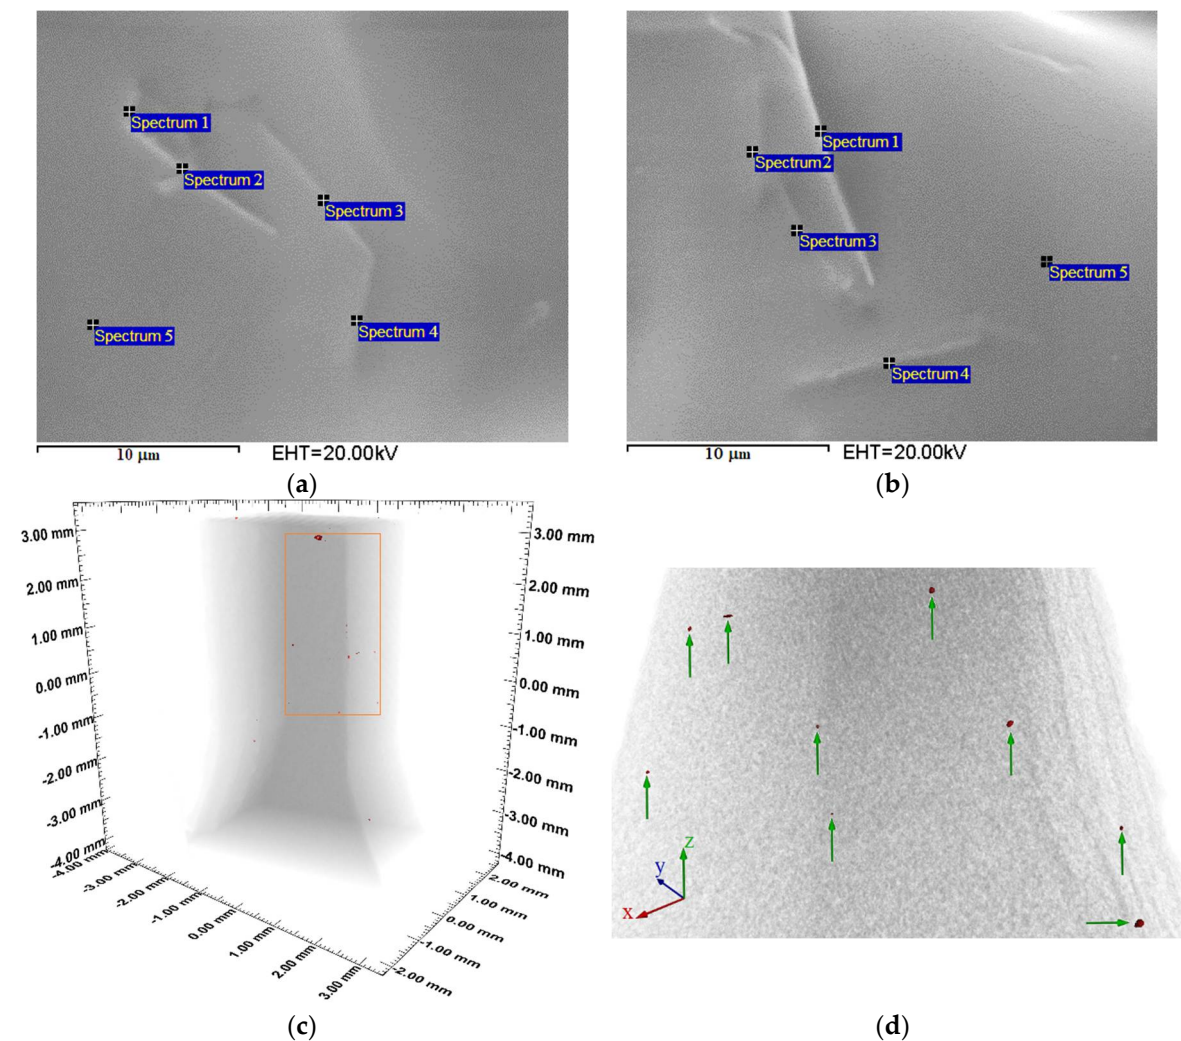 Spectrum 1
Spectrum 2
Spectrum 3
Spectrum 4
Spectrum 5
10 μm
EHT=20.00kV
(a)
Spectrum 1
Spectrum 2
Spectrum 3
Spectrum 5
Spectrum 4
10 μm
EHT=20.00kV
(b)
3.00 mm
2.00 mm
1.00 mm
0.00 mm
-1.00 mm
-2.00 mm
-3.00 mm
-4.00 mm
3.00 mm
2.00 mm
1.00 mm
0.00 mm
-1.00 mm
-2.00 mm
-3.00 mm
-4.00 mm
-4.00 mm
-3.00 mm
-2.00 mm
-1.00 mm
0.00 mm
1.00 mm
2.00 mm
3.00 mm
2.00 mm
1.00 mm
0.00 mm
-1.00 mm
-2.00 mm
(c)
z
y
x
(d)